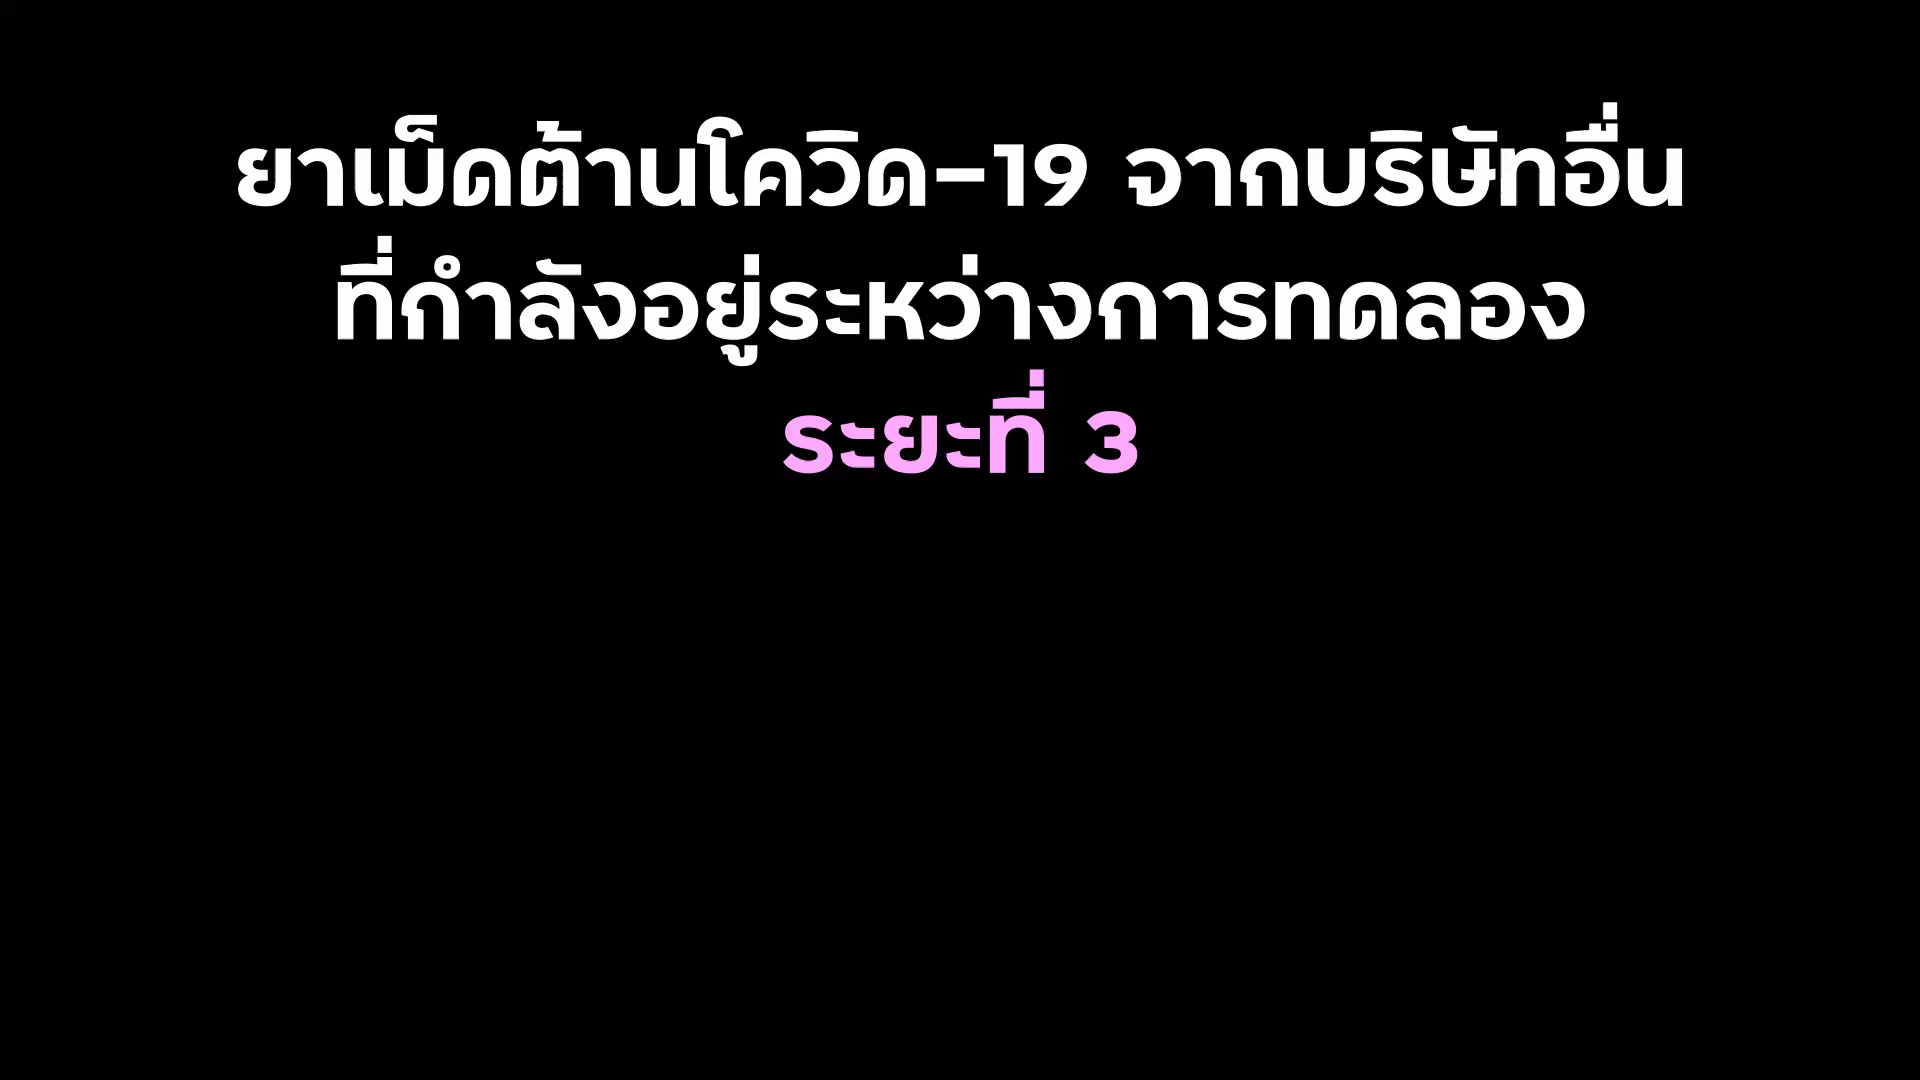 ยาเม็ดต้านโควิด-19 จากบริษัทอื่น
ที่กำลังอยู่ระหว่างการทดลอง
ระยะที่ 3